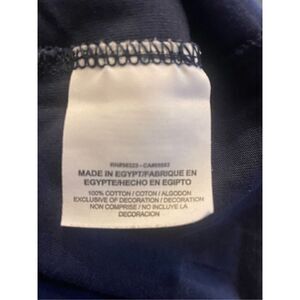 MADE IN EGYPT/FABRIQUE EN
EGYPTE/HECHO EN EGIPTO
100% COTTON / COTON / ALGODON
EXCLUSIVE OF DECORATION / DECORATION
NON COMPRISE / NO INCLUYE LA
DECORACION